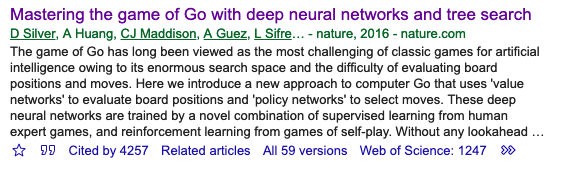 Mastering the game of Go with deep neural networks and tree search
D Silver, A Huang, CJ Maddison, A Guez, L Sifre… - nature, 2016 - nature.com
The game of Go has long been viewed as the most challenging of classic games for artificial
intelligence owing to its enormous search space and the difficulty of evaluating board
positions and moves. Here we introduce a new approach to computer Go that uses 'value
networks' to evaluate board positions and 'policy networks' to select moves. These deep
neural networks are trained by a novel combination of supervised learning from human
expert games, and reinforcement learning from games of self-play. Without any lookahead …
Cited by 4257 Related articles All 59 versions Web of Science: 1247